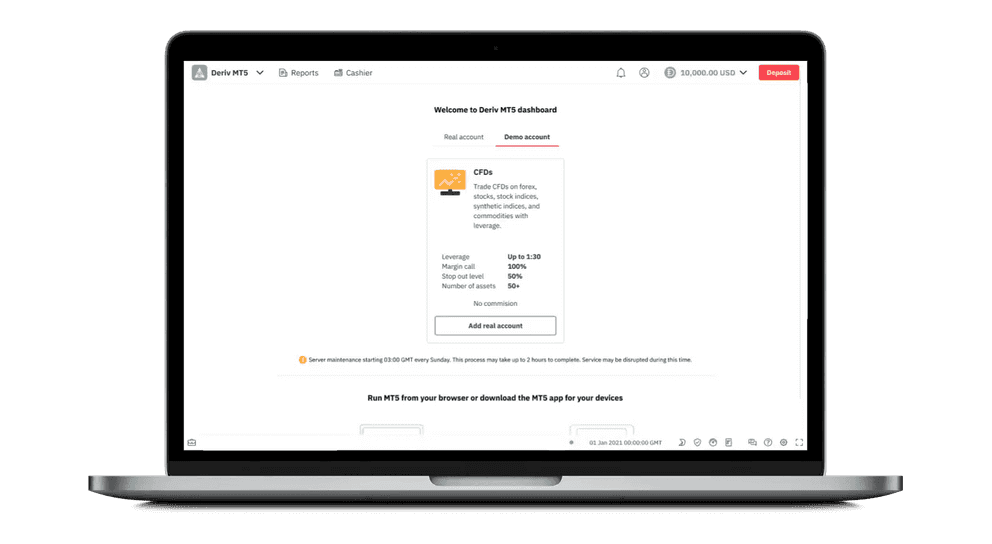 Deriv MT5 Reports Cashier 10,000.00 USD Deposit
Welcome to Deriv MT5 dashboard
Real account Demo account
CFDs
Trade CFDs on forex,
stocks, stock indices,
synthetic indices, and
commodities with
leverage.
Leverage Up to 1:30
Margin call 100%
Stop out level 50%
Number of assets 50+
No commision
Add real account
Server maintenance starting 03:00 GMT every Sunday. This process may take up to 2 hours to complete. Service may be disrupted during this time.
Run MT5 from your browser or download the MT5 app for your devices
01 Jan 2021 00:00:00 GMT